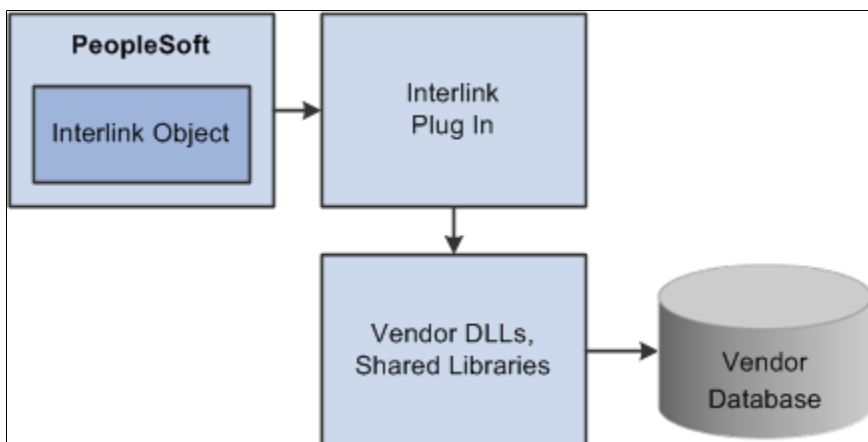 PeopleSoft
Interlink Object
Interlink
Plug In
Vendor DLLs,
Shared Libraries
Vendor
Database